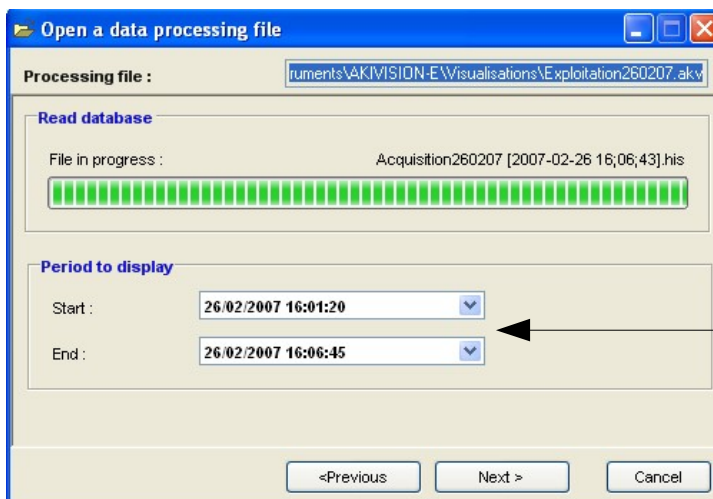 Open a data processing file
Processing file : ruments\AKIVISION-E\Visualisations\Exploitation260207.akv
Read database
File in progress : Acquisition260207 [2007-02-26 16;06;43].his
Period to display
Start : 26/02/2007 16:01:20
End : 26/02/2007 16:06:45
<Previous Next > Cancel